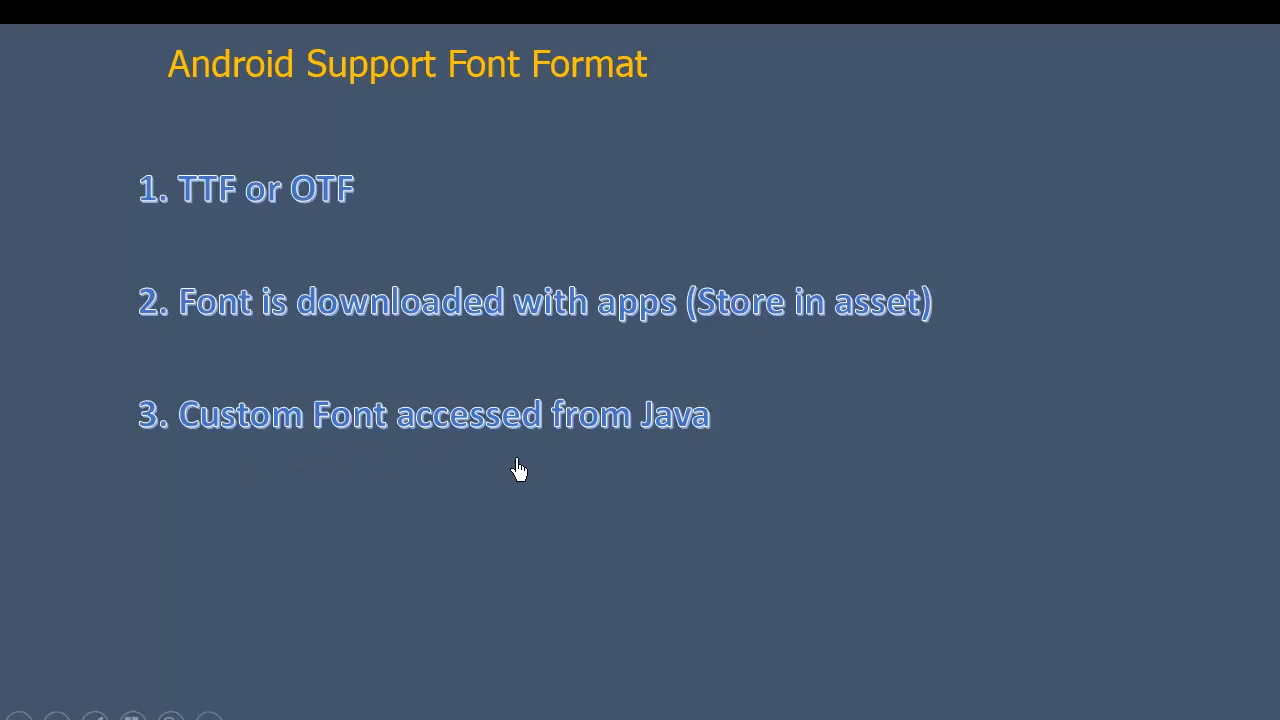 Android Support Font Format
1. TTF or OTF
2. Font is downloaded with apps (Store in asset)
3. Custom Font accessed from Java